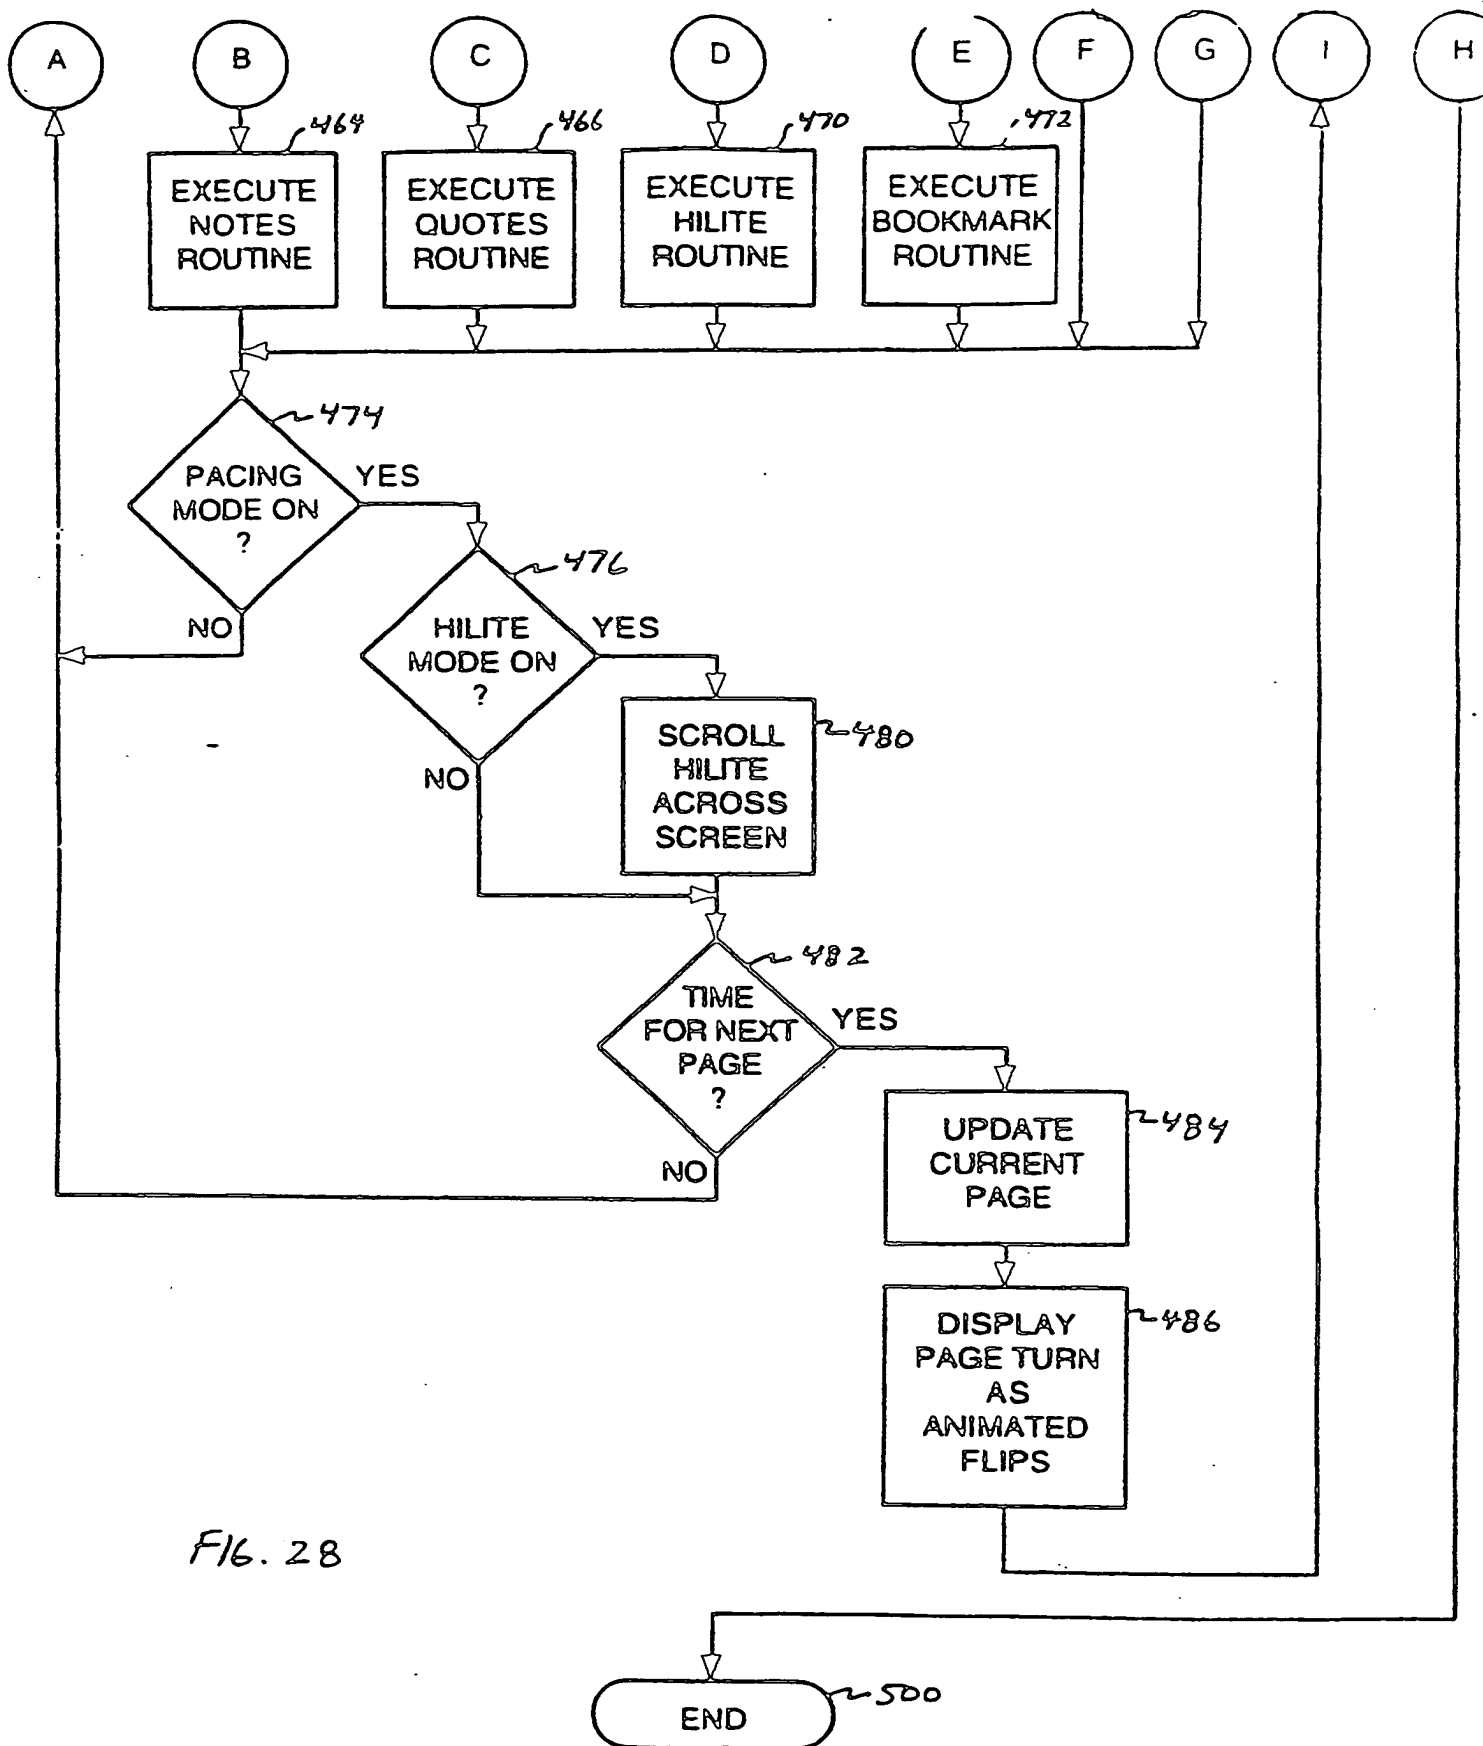 A
B
C
D
E
F
G
I
H
464
466
470
472
EXECUTE
NOTES
ROUTINE
EXECUTE
QUOTES
ROUTINE
EXECUTE
HILITE
ROUTINE
EXECUTE
BOOKMARK
ROUTINE
474
PACING
MODE ON
?
YES
NO
476
HILITE
MODE ON
?
YES
NO
480
SCROLL
HILITE
ACROSS
SCREEN
482
TIME
FOR NEXT
PAGE
?
YES
NO
484
UPDATE
CURRENT
PAGE
486
DISPLAY
PAGE TURN
AS
ANIMATED
FLIPS
FIG. 28
500
END